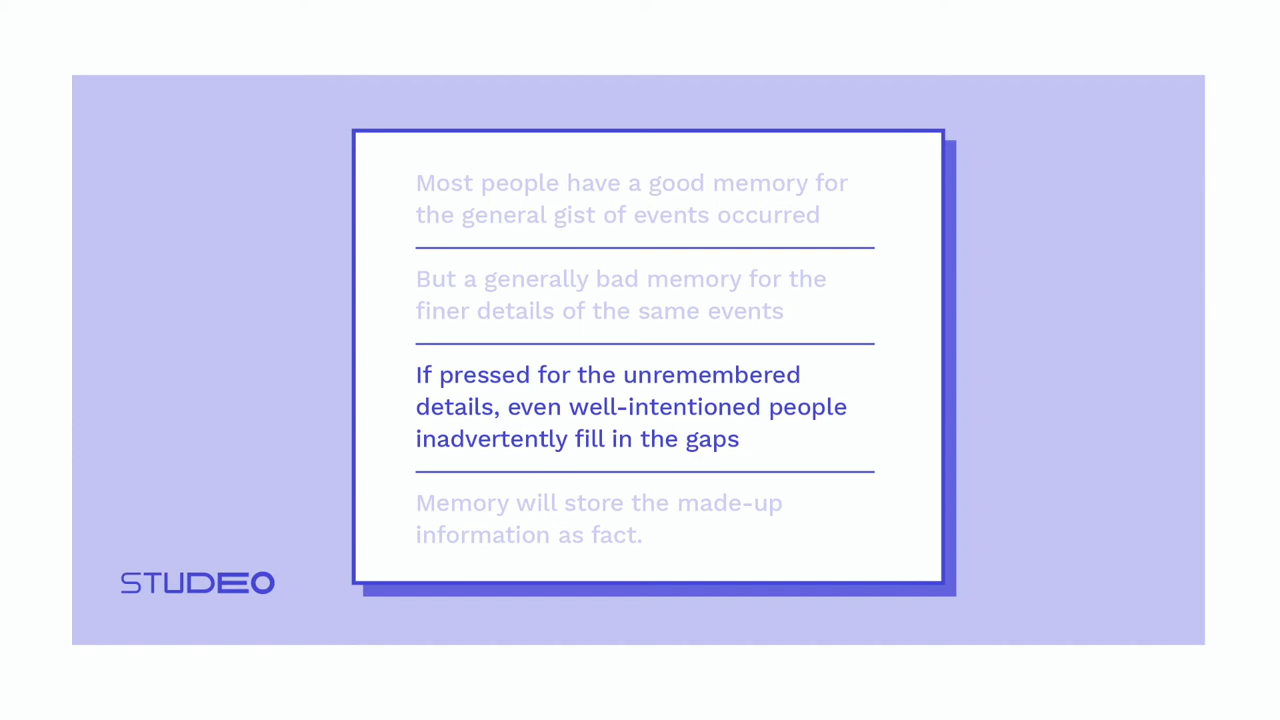 Most people have a good memory for
the general gist of events occurred
But a generally bad memory for the
finer details of the same events
If pressed for the unremembered
details, even well-intentioned people
inadvertently fill in the gaps
Memory will store the made-up
information as fact.
STUDEO